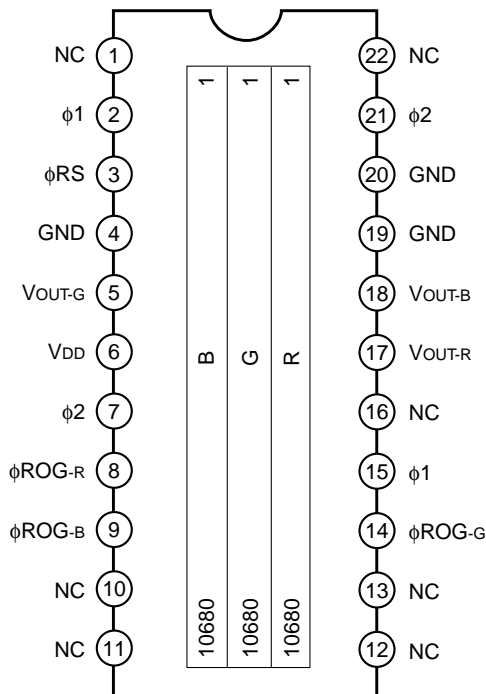 NC 1
ϕ1 2
ϕRS 3
GND 4
VOUT-G 5
VDD 6
ϕ2 7
ϕROG-R 8
ϕROG-B 9
NC 10
NC 11
1 1 1
B G R
10680 10680 10680
22 NC
21 ϕ2
20 GND
19 GND
18 VOUT-B
17 VOUT-R
16 NC
15 ϕ1
14 ϕROG-G
13 NC
12 NC